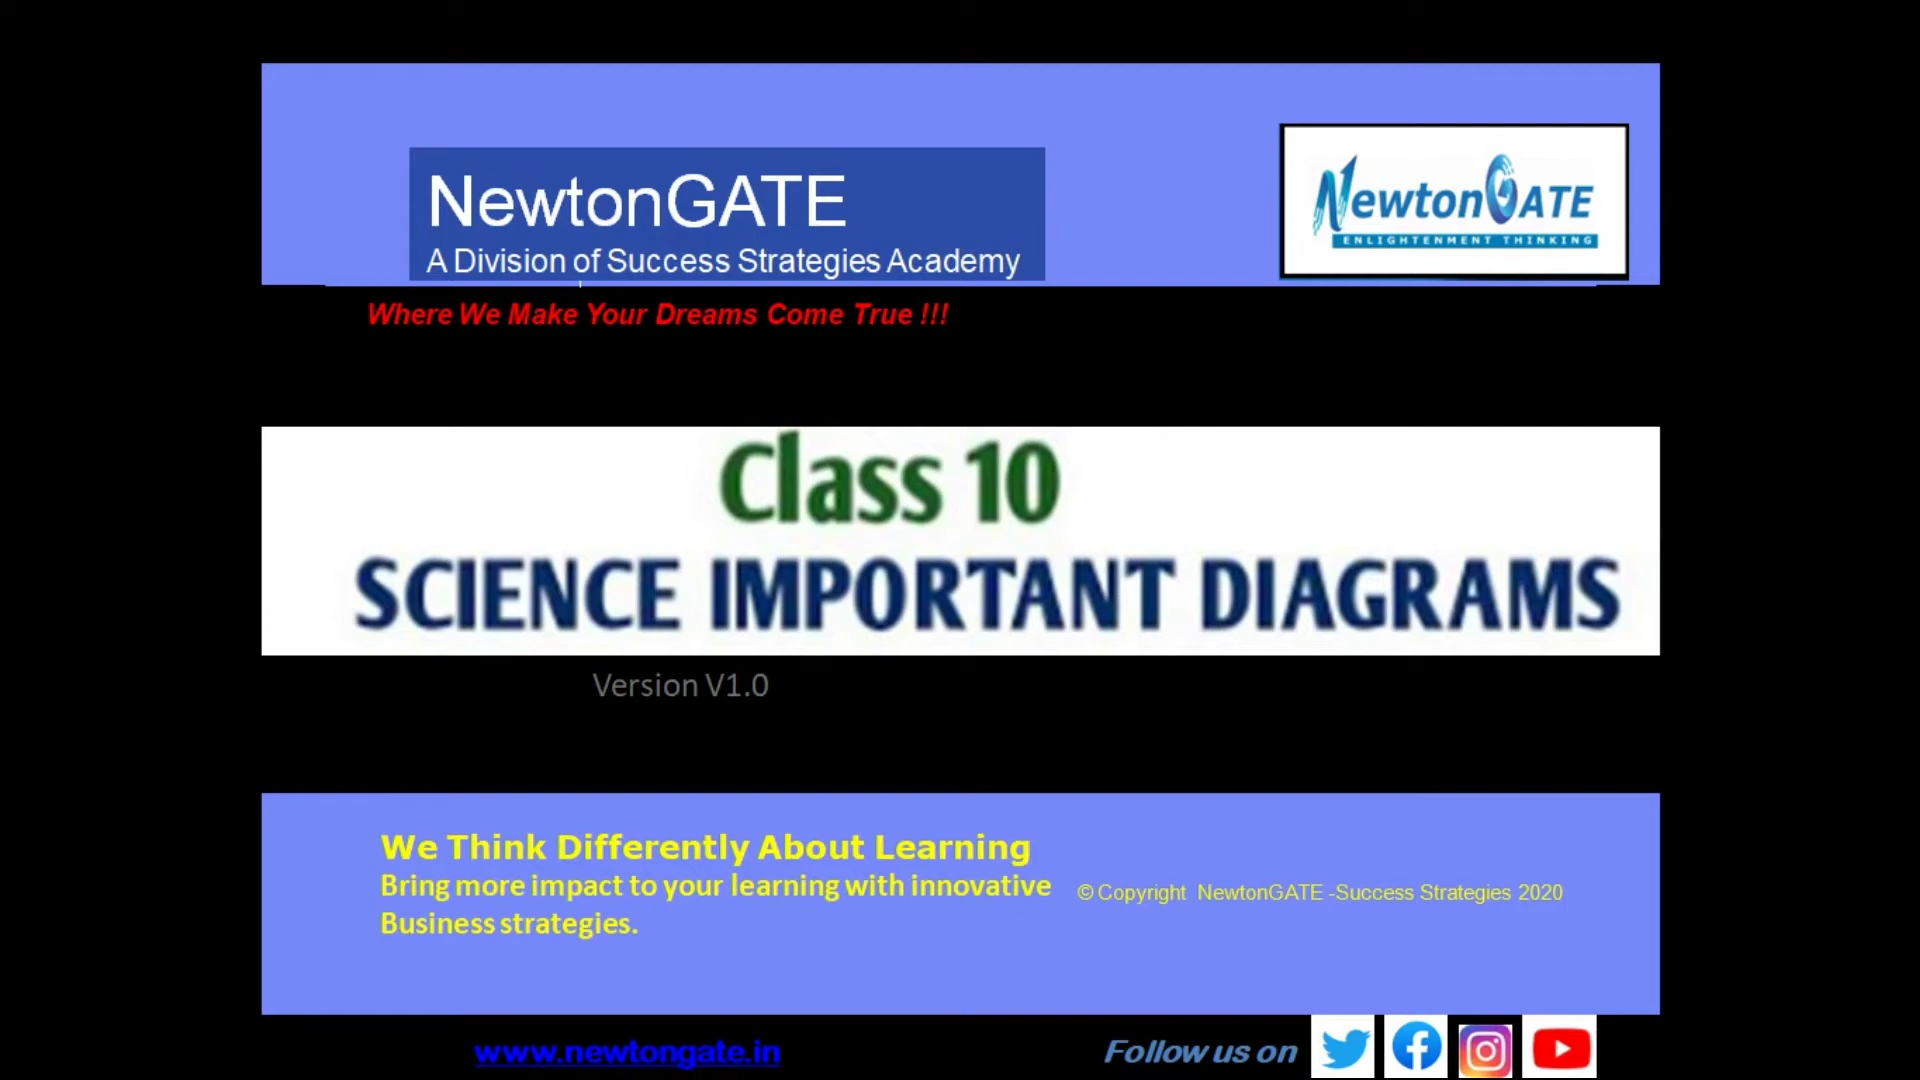 NewtonGATE
A Division of Success Strategies Academy
NewtonGATE
ENLIGHTENMENT THINKING
Where We Make Your Dreams Come True !!!
Class 10
SCIENCE IMPORTANT DIAGRAMS
Version V1.0
We Think Differently About Learning
Bring more impact to your learning with innovative
Business strategies.
© Copyright NewtonGATE -Success Strategies 2020
www.newtongate.in
Follow us on